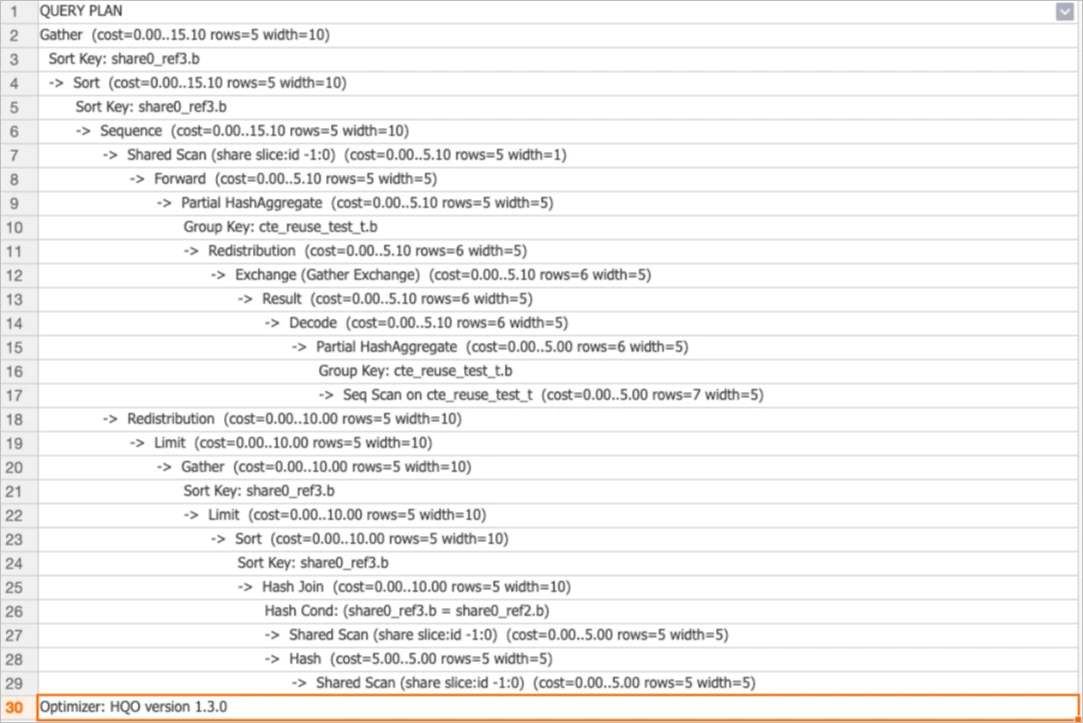 1 QUERY PLAN
2 Gather (cost=0.00..15.10 rows=5 width=10)
3 Sort Key: share0_ref3.b
4 -> Sort (cost=0.00..15.10 rows=5 width=10)
5 Sort Key: share0_ref3.b
6 -> Sequence (cost=0.00..15.10 rows=5 width=10)
7 -> Shared Scan (share slice:id -1:0) (cost=0.00..5.10 rows=5 width=1)
8 -> Forward (cost=0.00..5.10 rows=5 width=5)
9 -> Partial HashAggregate (cost=0.00..5.10 rows=5 width=5)
10 Group Key: cte_reuse_test_t.b
11 -> Redistribution (cost=0.00..5.10 rows=6 width=5)
12 -> Exchange (Gather Exchange) (cost=0.00..5.10 rows=6 width=5)
13 -> Result (cost=0.00..5.10 rows=6 width=5)
14 -> Decode (cost=0.00..5.10 rows=6 width=5)
15 -> Partial HashAggregate (cost=0.00..5.00 rows=6 width=5)
16 Group Key: cte_reuse_test_t.b
17 -> Seq Scan on cte_reuse_test_t (cost=0.00..5.00 rows=7 width=5)
18 -> Redistribution (cost=0.00..10.00 rows=5 width=10)
19 -> Limit (cost=0.00..10.00 rows=5 width=10)
20 -> Gather (cost=0.00..10.00 rows=5 width=10)
21 Sort Key: share0_ref3.b
22 -> Limit (cost=0.00..10.00 rows=5 width=10)
23 -> Sort (cost=0.00..10.00 rows=5 width=10)
24 Sort Key: share0_ref3.b
25 -> Hash Join (cost=0.00..10.00 rows=5 width=10)
26 Hash Cond: (share0_ref3.b = share0_ref2.b)
27 -> Shared Scan (share slice:id -1:0) (cost=0.00..5.00 rows=5 width=5)
28 -> Hash (cost=5.00..5.00 rows=5 width=5)
29 -> Shared Scan (share slice:id -1:0) (cost=0.00..5.00 rows=5 width=5)
30 Optimizer: HQO version 1.3.0